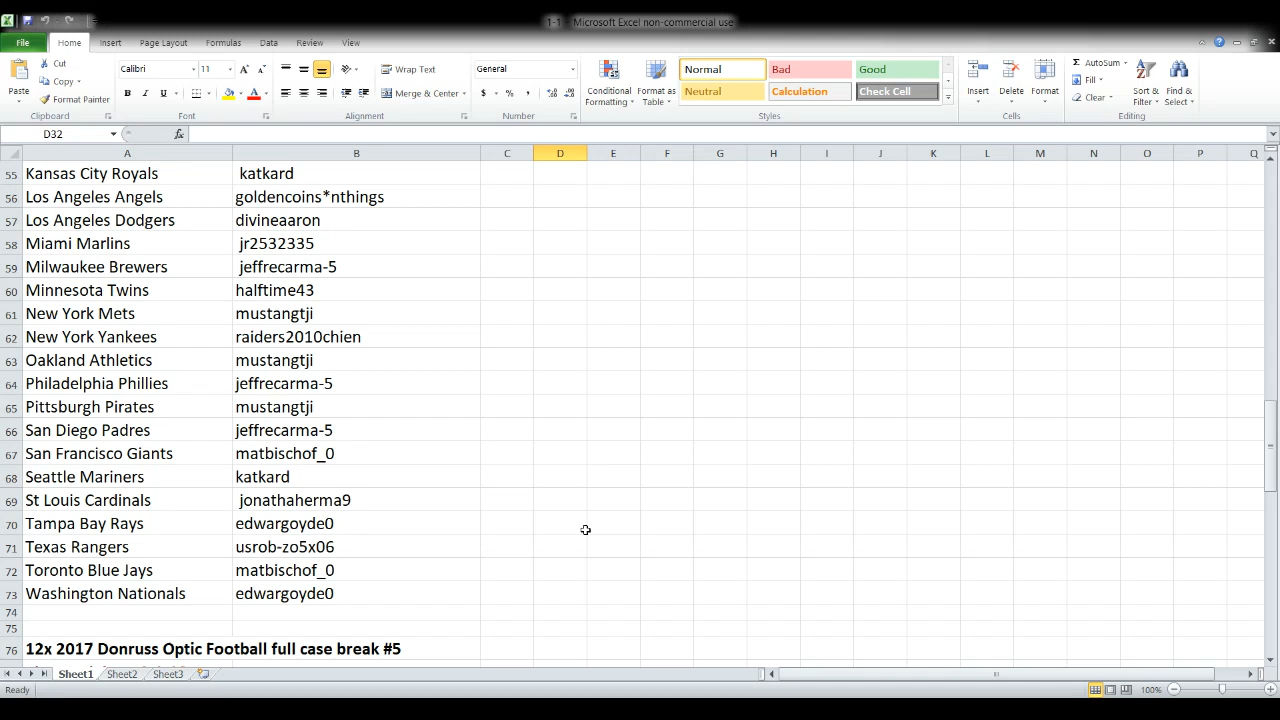 1-1 - Microsoft Excel non-commercial use
File Home Insert Page Layout Formulas Data Review View
Paste Cut Copy Format Painter Clipboard
Calibri 11 A A B I U A Font
Wrap Text Merge & Center Alignment
General $ % , Number
Conditional Formatting Format as Table
Normal Bad Good
Neutral Calculation Check Cell
Styles
Insert Delete Format Cells
Σ AutoSum Fill Clear Sort & Filter Find & Select Editing
D32 fx
A B C D E F G H I J K L M N O P Q
55 Kansas City Royals katkard
56 Los Angeles Angels goldencoins*nthings
57 Los Angeles Dodgers divineaaron
58 Miami Marlins jr2532335
59 Milwaukee Brewers jeffrecarma-5
60 Minnesota Twins halftime43
61 New York Mets mustangtji
62 New York Yankees raiders2010chien
63 Oakland Athletics mustangtji
64 Philadelphia Phillies jeffrecarma-5
65 Pittsburgh Pirates mustangtji
66 San Diego Padres jeffrecarma-5
67 San Francisco Giants matbischof_0
68 Seattle Mariners katkard
69 St Louis Cardinals jonathaherma9
70 Tampa Bay Rays edwargoyde0
71 Texas Rangers usrob-zo5x06
72 Toronto Blue Jays matbischof_0
73 Washington Nationals edwargoyde0
74
75
76 12x 2017 Donruss Optic Football full case break #5
Sheet1 Sheet2 Sheet3
Ready 100%